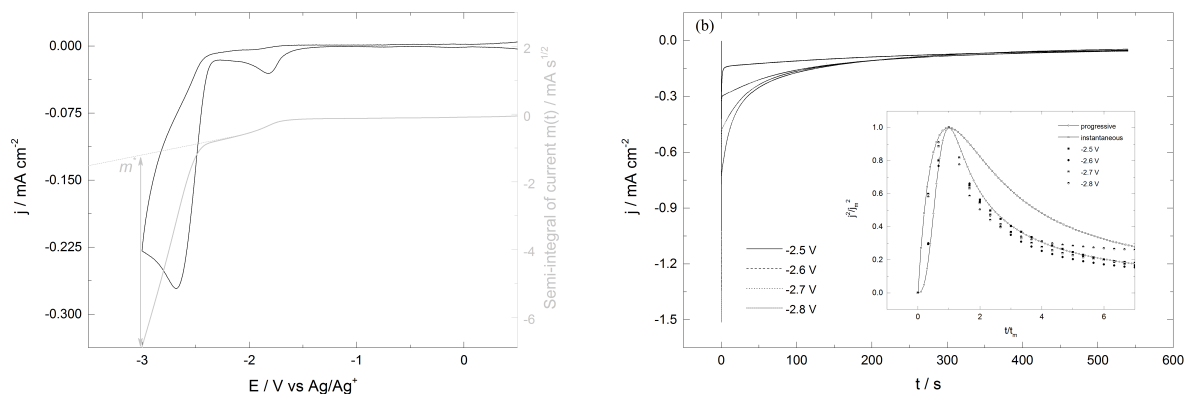 0.000
-0.075
-0.150
-0.225
-0.300
j / mA cm-2
-3
-2
-1
0
E / V vs Ag/Ag+
2
0
-2
-4
-6
Semi-integral of current m(t) / mA s1/2
m*
(b)
0.0
-0.3
-0.6
-0.9
-1.2
-1.5
j / mA cm-2
0
100
200
300
400
500
600
t / s
-2.5 V
-2.6 V
-2.7 V
-2.8 V
1.0
0.8
0.6
0.4
0.2
0.0
j2/jm2
0
2
4
6
t/tm
progressive
instantaneous
-2.5 V
-2.6 V
-2.7 V
-2.8 V